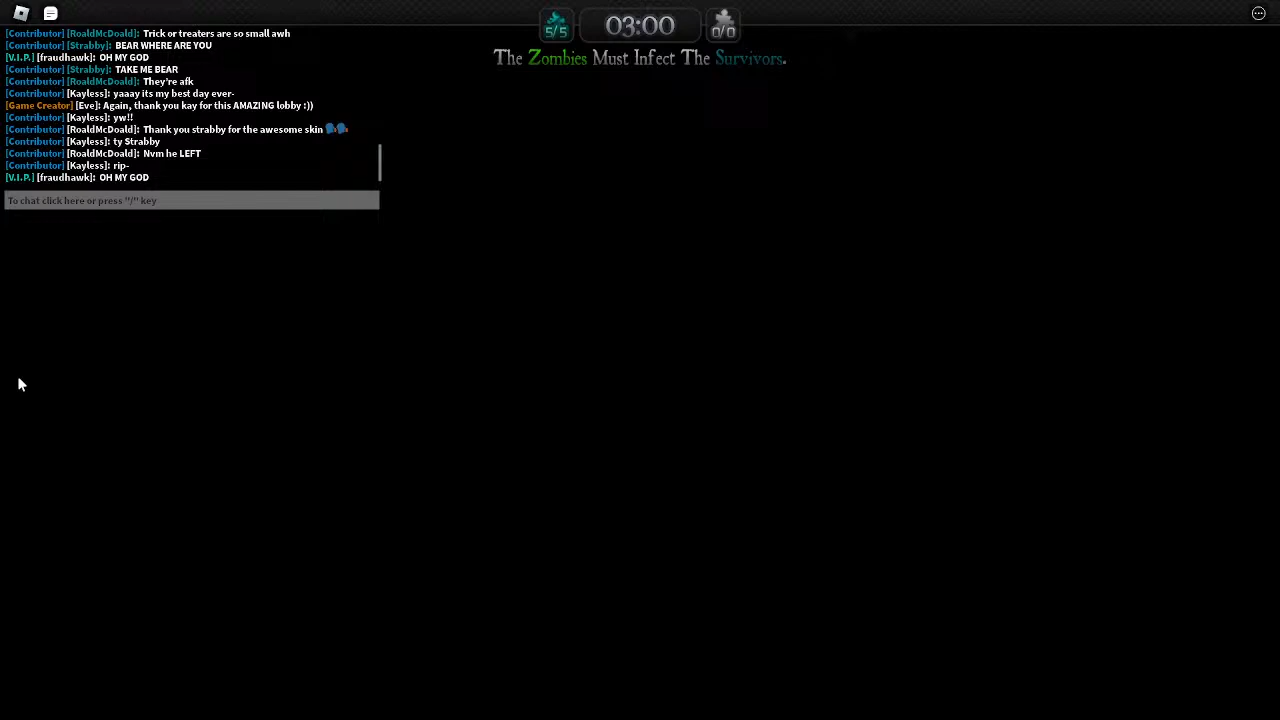 [Contributor] [RoaldMcDoald]: Trick or treaters are so small awh
[Contributor] [Strabby]: BEAR WHERE ARE YOU
[V.I.P.] [fraudhawk]: OH MY GOD
[Contributor] [Strabby]: TAKE ME BEAR
[Contributor] [RoaldMcDoald]: They're afk
[Contributor] [Kayless]: yaaay its my best day ever-
[Game Creator] [Eve]: Again, thank you kay for this AMAZING lobby :))
[Contributor] [Kayless]: yw!!
[Contributor] [RoaldMcDoald]: Thank you strabby for the awesome skin 🗣️🗣️
[Contributor] [Kayless]: ty Strabby
[Contributor] [RoaldMcDoald]: Nvm he LEFT
[Contributor] [Kayless]: rip-
[V.I.P.] [fraudhawk]: OH MY GOD
To chat click here or press "/" key
5/5
03:00
0/0
The Zombies Must Infect The Survivors.